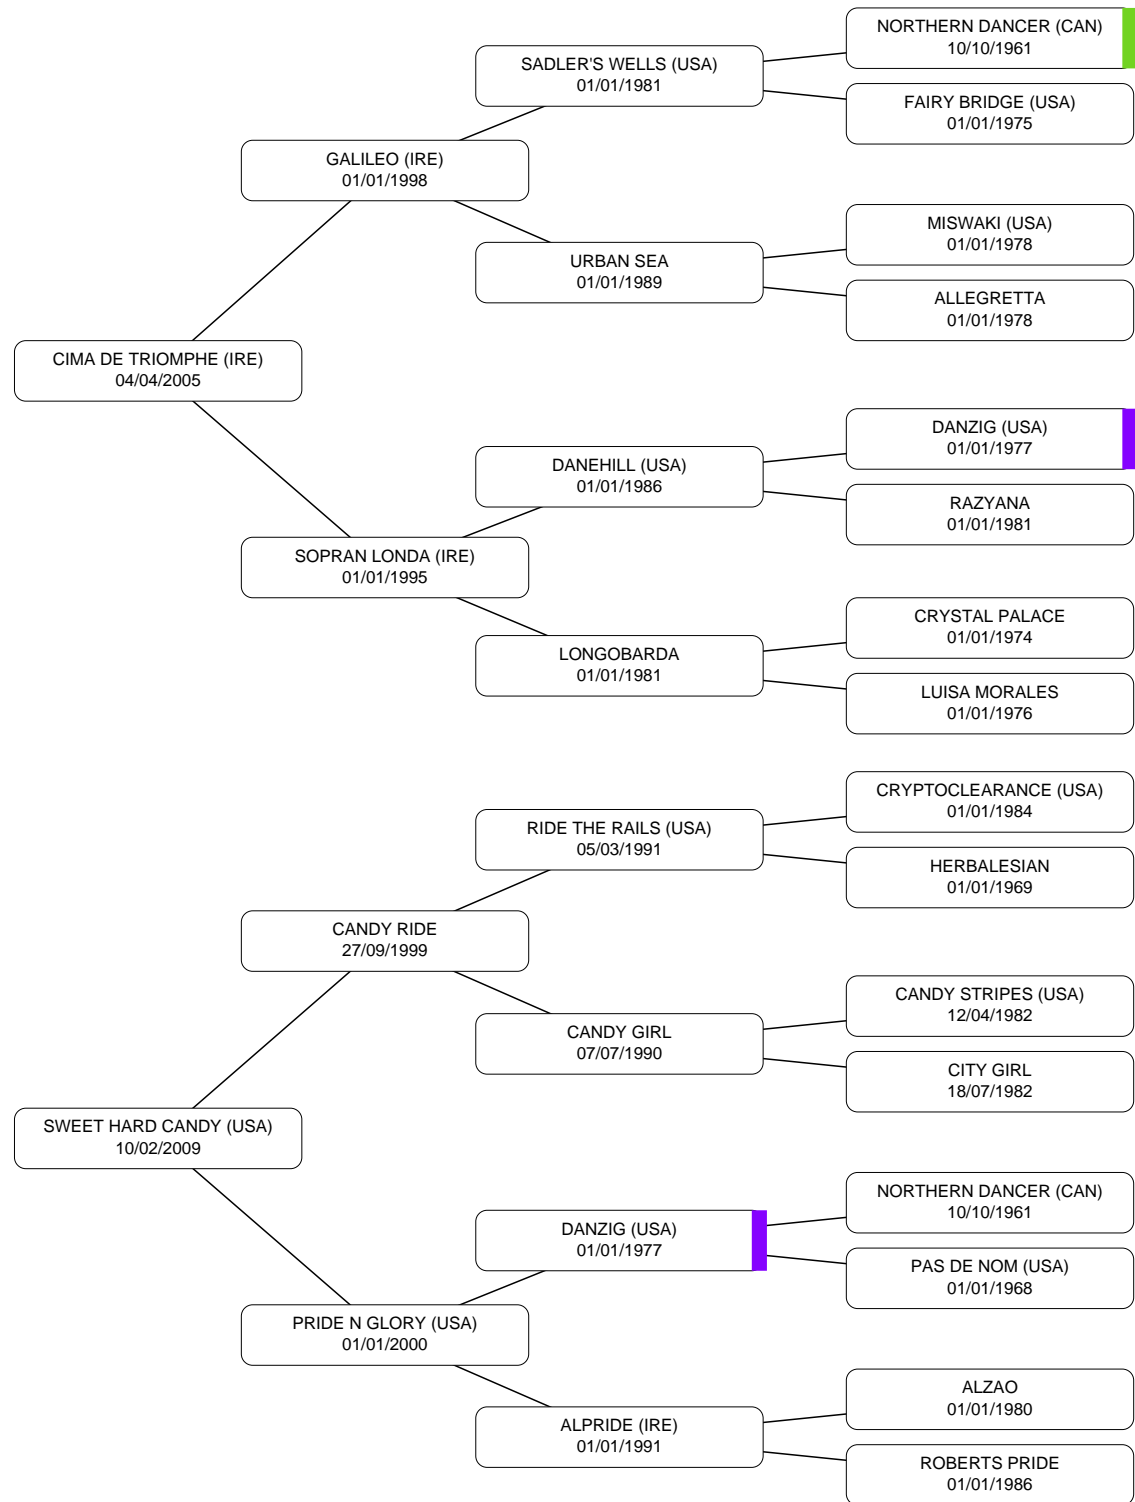 NORTHERN DANCER (CAN)
10/10/1961
SADLER'S WELLS (USA)
01/01/1981
FAIRY BRIDGE (USA)
01/01/1975
GALILEO (IRE)
01/01/1998
MISWAKI (USA)
01/01/1978
URBAN SEA
01/01/1989
ALLEGRETTA
01/01/1978
CIMA DE TRIOMPHE (IRE)
04/04/2005
DANZIG (USA)
01/01/1977
DANEHILL (USA)
01/01/1986
RAZYANA
01/01/1981
SOPRAN LONDA (IRE)
01/01/1995
CRYSTAL PALACE
01/01/1974
LONGOBARDA
01/01/1981
LUISA MORALES
01/01/1976
CRYPTOCLEARANCE (USA)
01/01/1984
RIDE THE RAILS (USA)
05/03/1991
HERBALESIAN
01/01/1969
CANDY RIDE
27/09/1999
CANDY STRIPES (USA)
12/04/1982
CANDY GIRL
07/07/1990
CITY GIRL
18/07/1982
SWEET HARD CANDY (USA)
10/02/2009
NORTHERN DANCER (CAN)
10/10/1961
DANZIG (USA)
01/01/1977
PAS DE NOM (USA)
01/01/1968
PRIDE N GLORY (USA)
01/01/2000
ALZAO
01/01/1980
ALPRIDE (IRE)
01/01/1991
ROBERTS PRIDE
01/01/1986